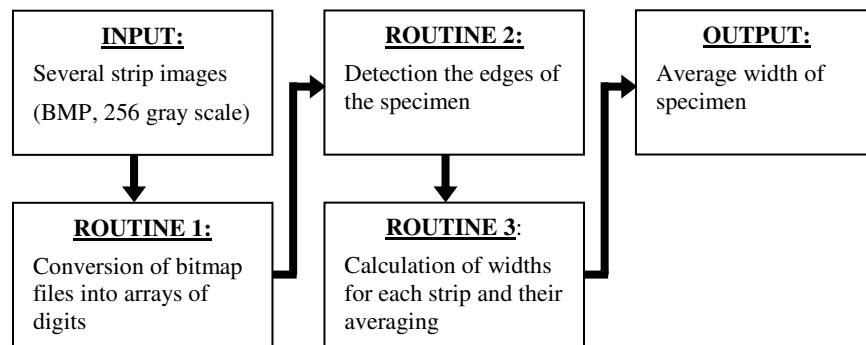 INPUT:
Several strip images
(BMP, 256 gray scale)
ROUTINE 1:
Conversion of bitmap
files into arrays of
digits
ROUTINE 2:
Detection the edges of
the specimen
ROUTINE 3:
Calculation of widths
for each strip and their
averaging
OUTPUT:
Average width of
specimen